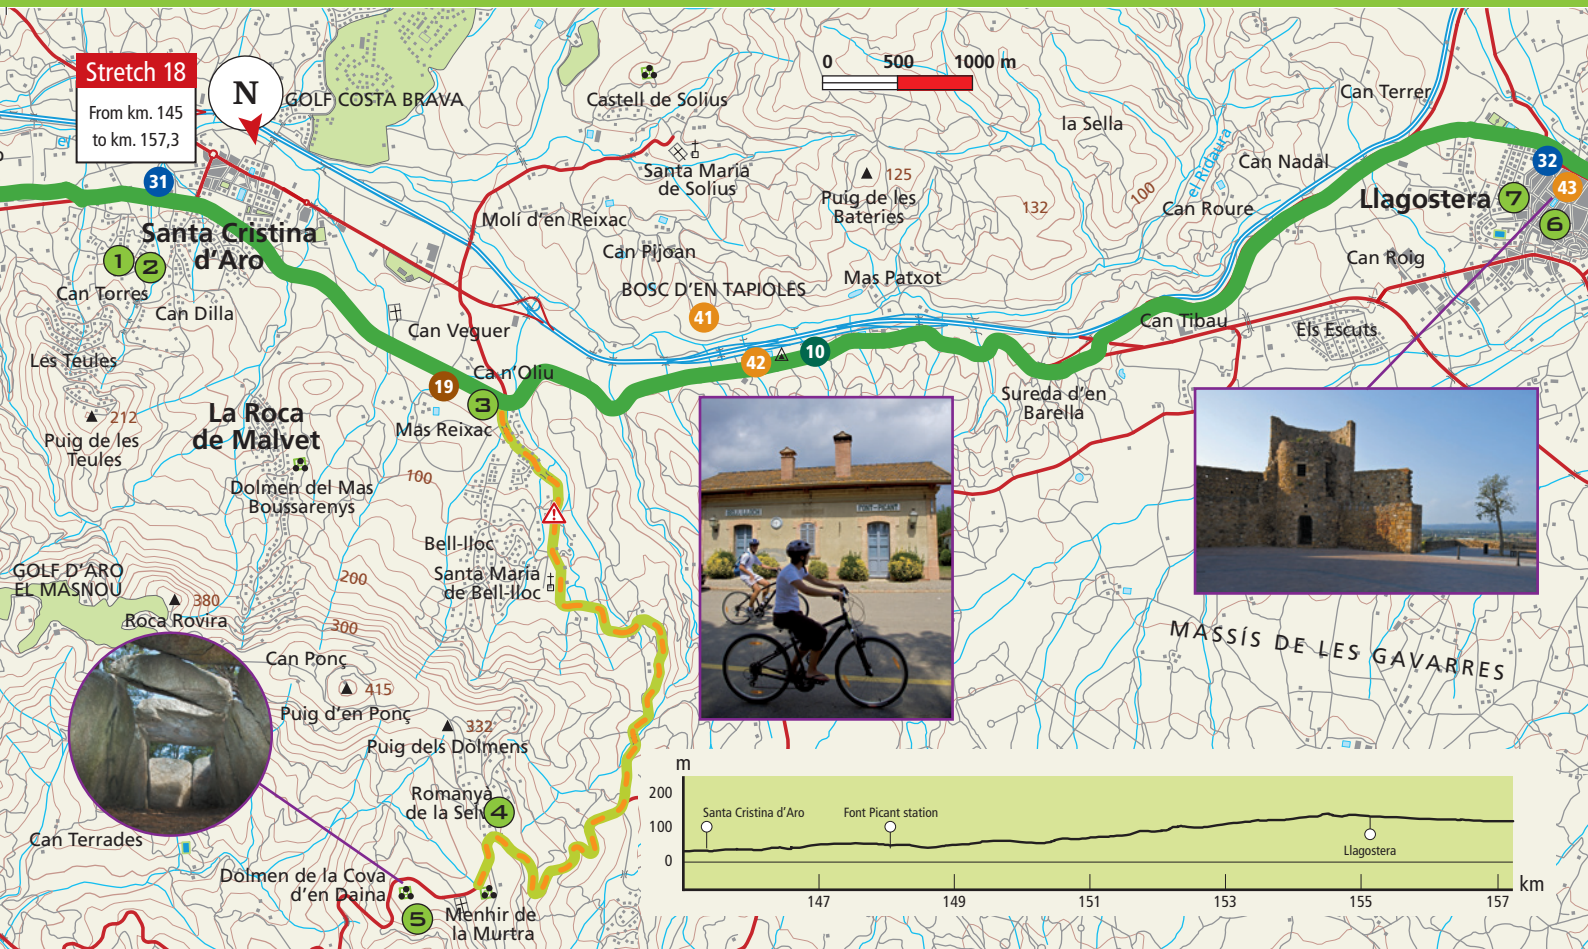 Stretch 18
From km. 145
to km. 157,3
N
GOLF COSTA BRAVA
0 500 1000 m
Castell de Solius
Santa Maria
de Solius
la Sella
Can Terrer
el Ridaura
Can Nadal
100
132
125
Puig de les
Bateries
Can Roure
32
43
7
6
Llagostera
31
Santa Cristina
d'Aro
1
2
Can Torres
Can Dilla
Molí d'en Reixac
Can Pijoan
BOSC D'EN TAPIOLES
41
Mas Patxot
Can Roig
Can Tibau
Els Escuts
Can Veguer
Les Teules
Ca n'Oliu
42
10
19
3
Mas Reixac
Sureda d'en
Barella
212
Puig de les
Teules
La Roca
de Malvet
100
Dolmen del Mas
Boussarenys
BELL-LLOCH
FONT-PICANT
Bell-lloc
Santa Maria
de Bell-lloc
200
300
GOLF D'ARO
EL MASNOU
380
Roca Rovira
MASSÍS DE LES GAVARRES
Can Ponç
415
Puig d'en Ponç
332
Puig dels Dòlmens
Romanyà
de la Selva
4
Can Terrades
Dolmen de la Cova
d'en Daina
5
Menhir de
la Murtra
m
200
100
0
Santa Cristina d'Aro
Font Picant station
Llagostera
km
147 149 151 153 155 157